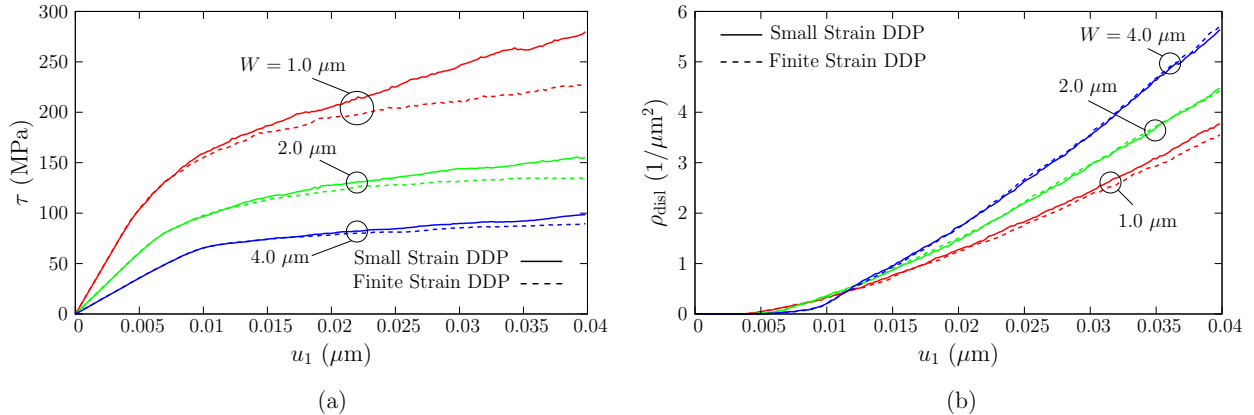 300
250
200
150
100
50
0
τ (MPa)
W = 1.0 μm
2.0 μm
4.0 μm
Small Strain DDP
Finite Strain DDP
0 0.005 0.01 0.015 0.02 0.025 0.03 0.035 0.04
u₁ (μm)
(a)
6
5
4
3
2
1
0
ρ_disl (1/μm²)
Small Strain DDP
Finite Strain DDP
W = 4.0 μm
2.0 μm
1.0 μm
0 0.005 0.01 0.015 0.02 0.025 0.03 0.035 0.04
u₁ (μm)
(b)